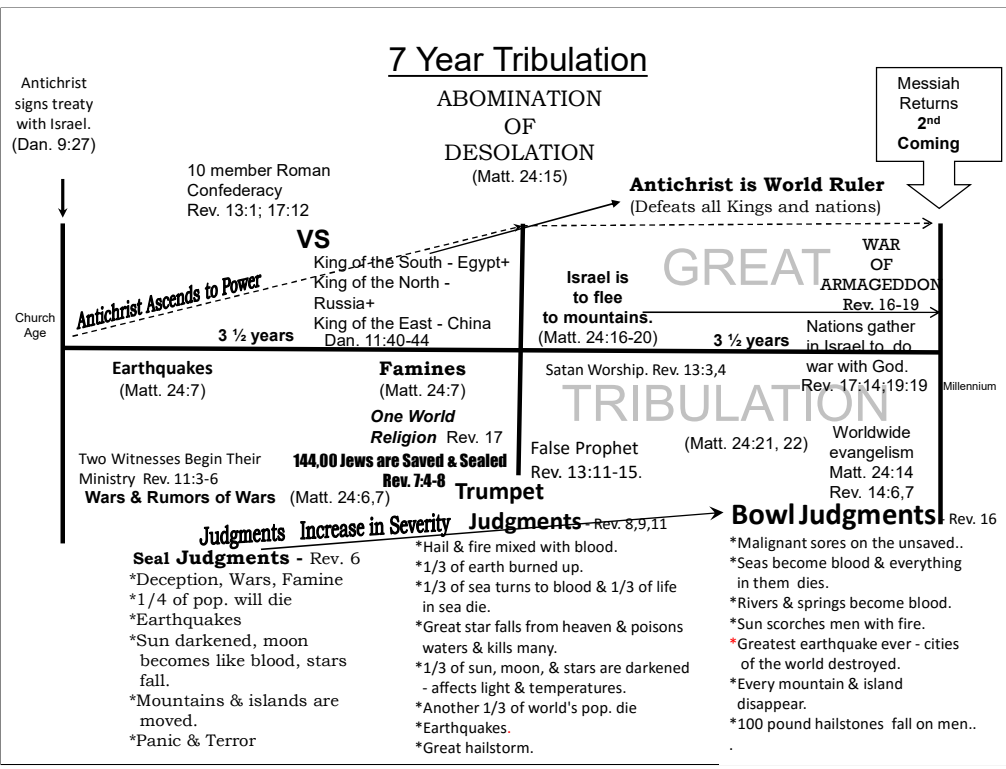 7 Year Tribulation
Antichrist
signs treaty
with Israel.
(Dan. 9:27)
ABOMINATION
OF
DESOLATION
(Matt. 24:15)
Messiah
Returns
2nd
Coming
10 member Roman
Confederacy
Rev. 13:1; 17:12
Antichrist is World Ruler
(Defeats all Kings and nations)
VS
King of the South - Egypt+
King of the North -
Russia+
King of the East - China
Dan. 11:40-44
Antichrist Ascends to Power
Church
Age
3 ½ years
Israel is
to flee
to mountains.
(Matt. 24:16-20)
GREAT
WAR
OF
ARMAGEDDON
Rev. 16-19
3 ½ years
Nations gather
in Israel to do
war with God.
Rev. 17:14;19:19
Millennium
Earthquakes
(Matt. 24:7)
Famines
(Matt. 24:7)
One World
Religion Rev. 17
Satan Worship. Rev. 13:3,4
TRIBULATION
Two Witnesses Begin Their
Ministry Rev. 11:3-6
144,00 Jews are Saved & Sealed
Rev. 7:4-8
Wars & Rumors of Wars (Matt. 24:6,7)
False Prophet
Rev. 13:11-15.
(Matt. 24:21, 22)
Worldwide
evangelism
Matt. 24:14
Rev. 14:6,7
Judgments Increase in Severity
Seal Judgments - Rev. 6
*Deception, Wars, Famine
*1/4 of pop. will die
*Earthquakes
*Sun darkened, moon
becomes like blood, stars
fall.
*Mountains & islands are
moved.
*Panic & Terror
Trumpet
Judgments - Rev. 8,9,11
*Hail & fire mixed with blood.
*1/3 of earth burned up.
*1/3 of sea turns to blood & 1/3 of life
in sea die.
*Great star falls from heaven & poisons
waters & kills many.
*1/3 of sun, moon, & stars are darkened
- affects light & temperatures.
*Another 1/3 of world's pop. die
*Earthquakes.
*Great hailstorm.
Bowl Judgments - Rev. 16
*Malignant sores on the unsaved..
*Seas become blood & everything
in them dies.
*Rivers & springs become blood.
*Sun scorches men with fire.
*Greatest earthquake ever - cities
of the world destroyed.
*Every mountain & island
disappear.
*100 pound hailstones fall on men..
.